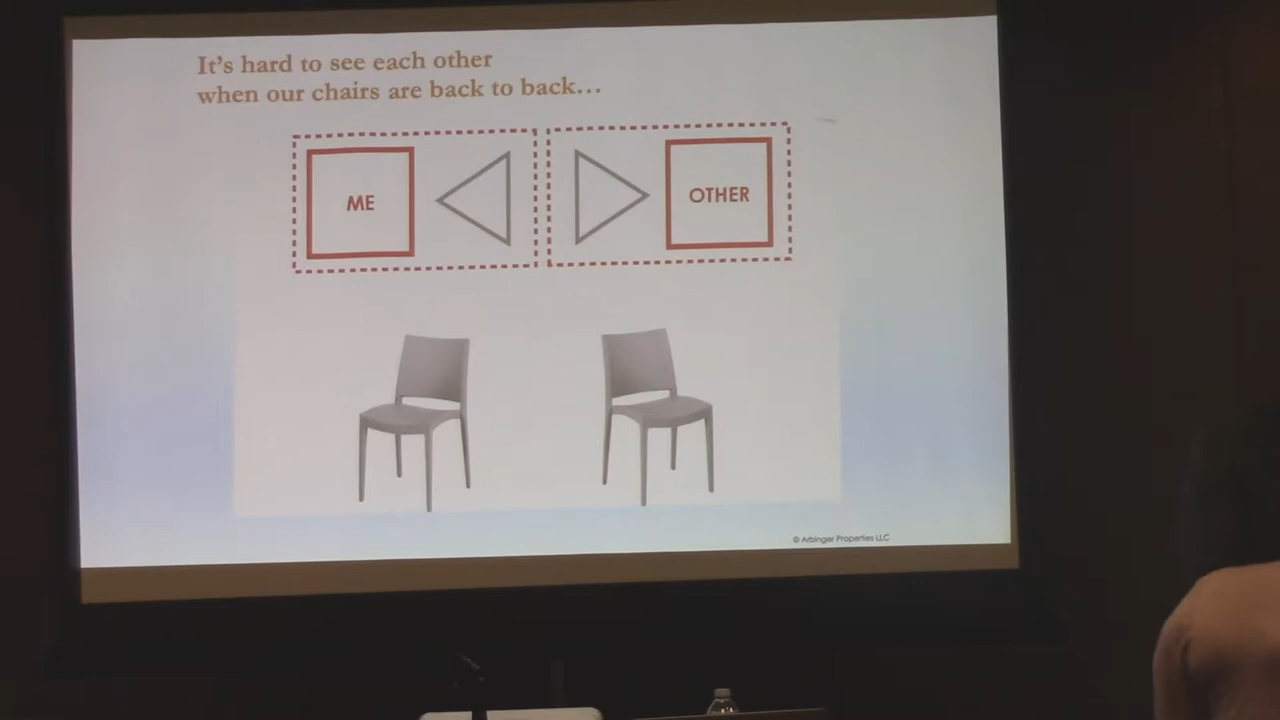 It's hard to see each other
when our chairs are back to back…
ME
OTHER
© Arbinger Properties LLC